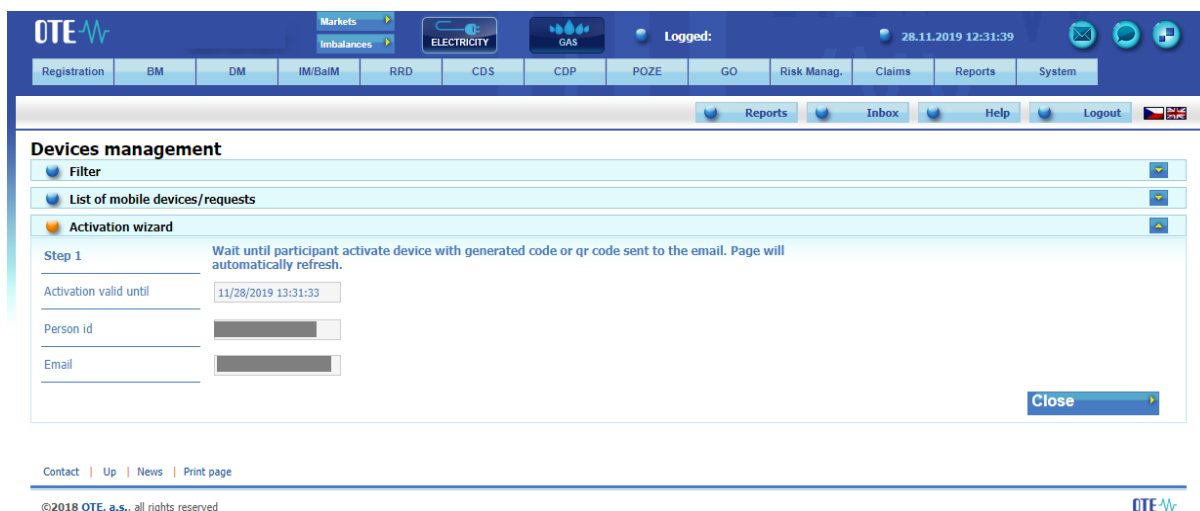 OTE
Markets
Imbalances
ELECTRICITY
GAS
Logged:
28.11.2019 12:31:39
Registration BM DM IM/BalM RRD CDS CDP POZE GO Risk Manag. Claims Reports System
Reports Inbox Help Logout
Devices management
Filter
List of mobile devices/requests
Activation wizard
Step 1
Wait until participant activate device with generated code or qr code sent to the email. Page will
automatically refresh.
Activation valid until 11/28/2019 13:31:33
Person id
Email
Close
Contact | Up | News | Print page
©2018 OTE, a.s., all rights reserved
OTE